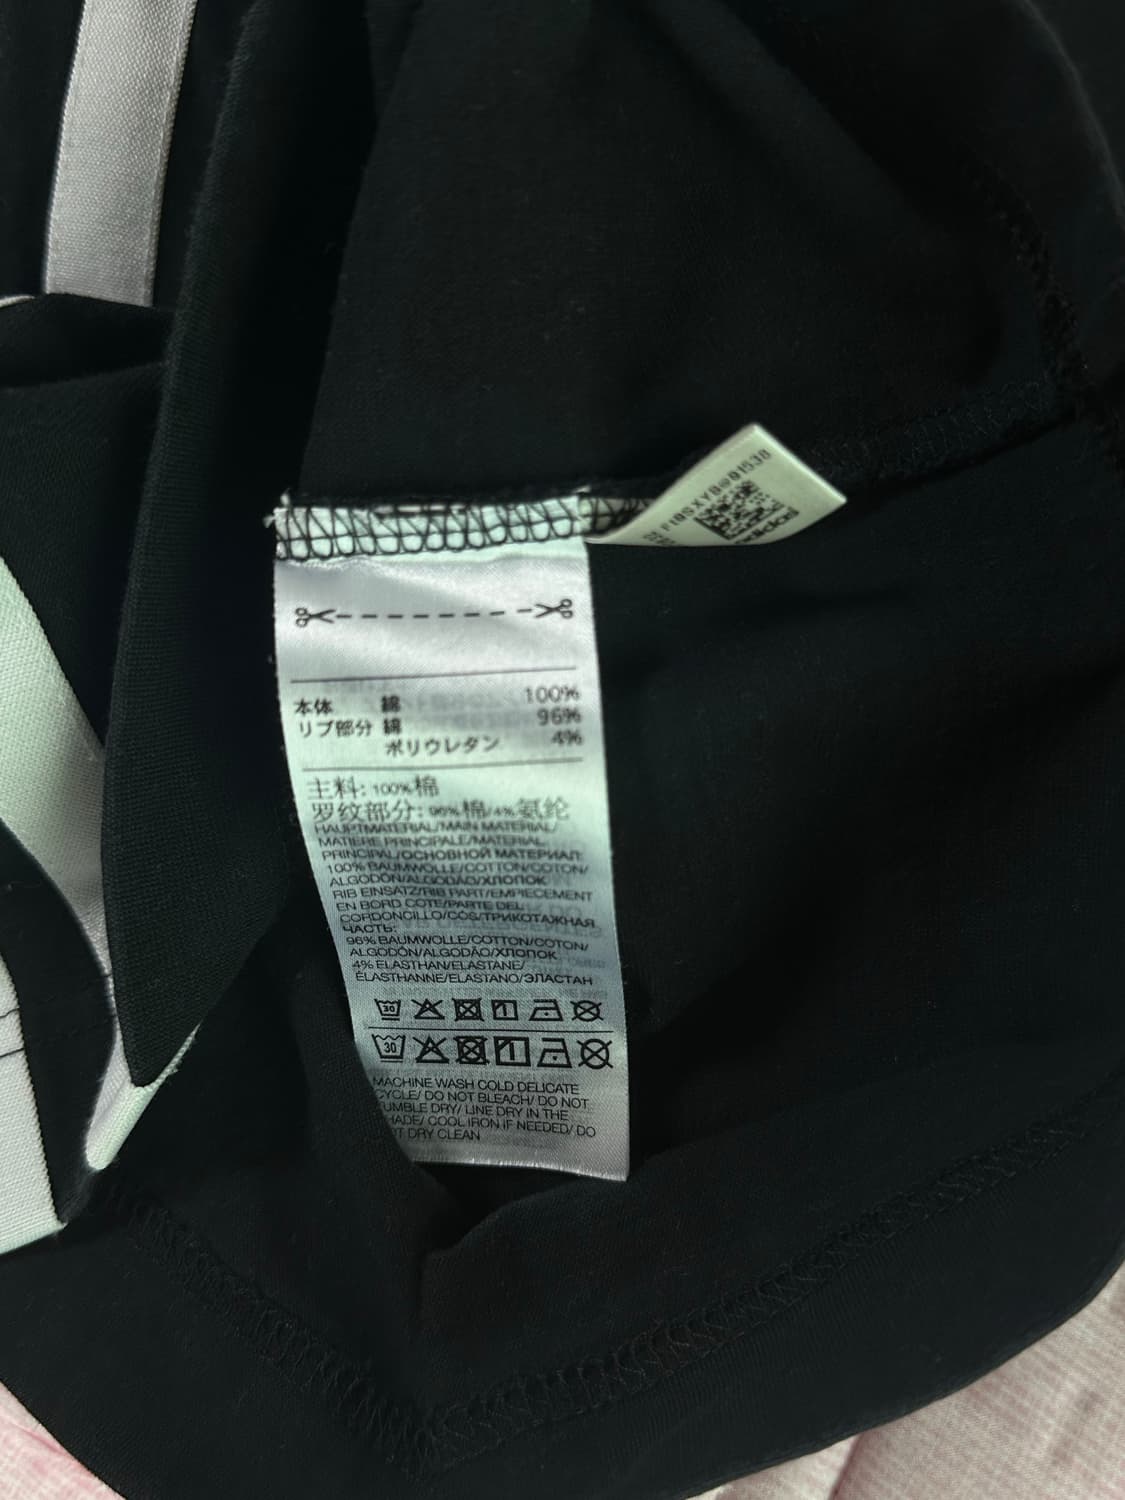 adidas
本体 綿 100%
リブ部分 綿 96%
ポリウレタン 4%
主料: 100%棉
罗纹部分: 96%棉/4%氨纶
HAUPTMATERIAL/MAIN MATERIAL/
MATIERE PRINCIPALE/MATERIAL
PRINCIPAL/ОСНОВНОЙ МАТЕРИАЛ:
100% BAUMWOLLE/COTTON/COTON/
ALGODÓN/ALGODÃO/ХЛОПОК
RIB EINSATZ/RIB PART/EMPIECEMENT
EN BORD COTE/PARTE DEL
CORDONCILLO/CÓS/ТРИКОТАЖНАЯ
ЧАСТЬ:
96% BAUMWOLLE/COTTON/COTON/
ALGODÓN/ALGODÃO/ХЛОПОК
4% ELASTHAN/ELASTANE/
ÉLASTHANNE/ELASTANO/ЭЛАСТАН
30
30
MACHINE WASH COLD DELICATE
CYCLE/ DO NOT BLEACH/ DO NOT
TUMBLE DRY/ LINE DRY IN THE
SHADE/ COOL IRON IF NEEDED/ DO
NOT DRY CLEAN